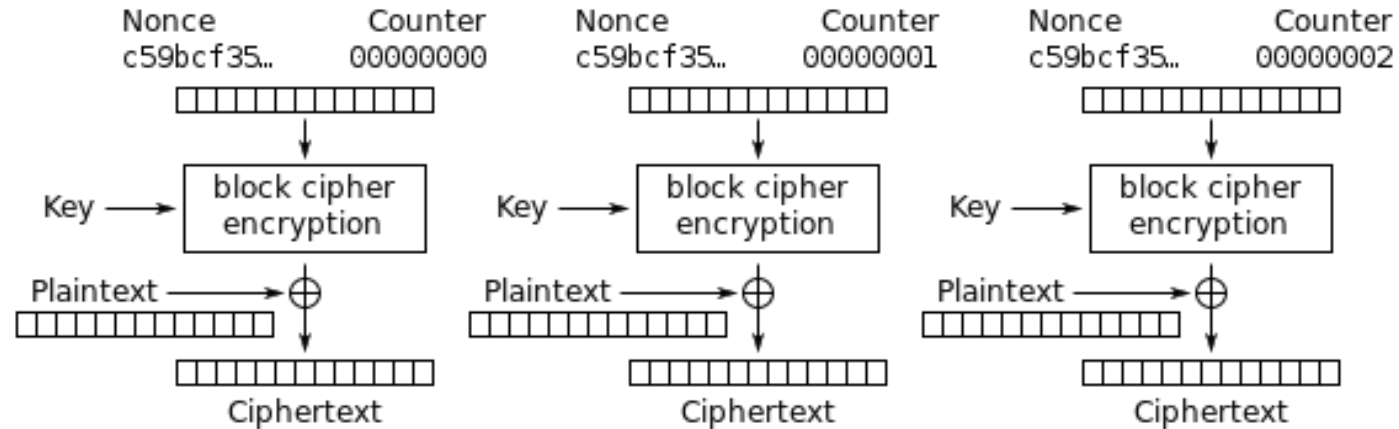 Nonce Counter Nonce Counter Nonce Counter
c59bcf35… 00000000 c59bcf35… 00000001 c59bcf35… 00000002
block cipher block cipher block cipher
Key encryption Key encryption Key encryption
Plaintext Plaintext Plaintext
Ciphertext Ciphertext Ciphertext